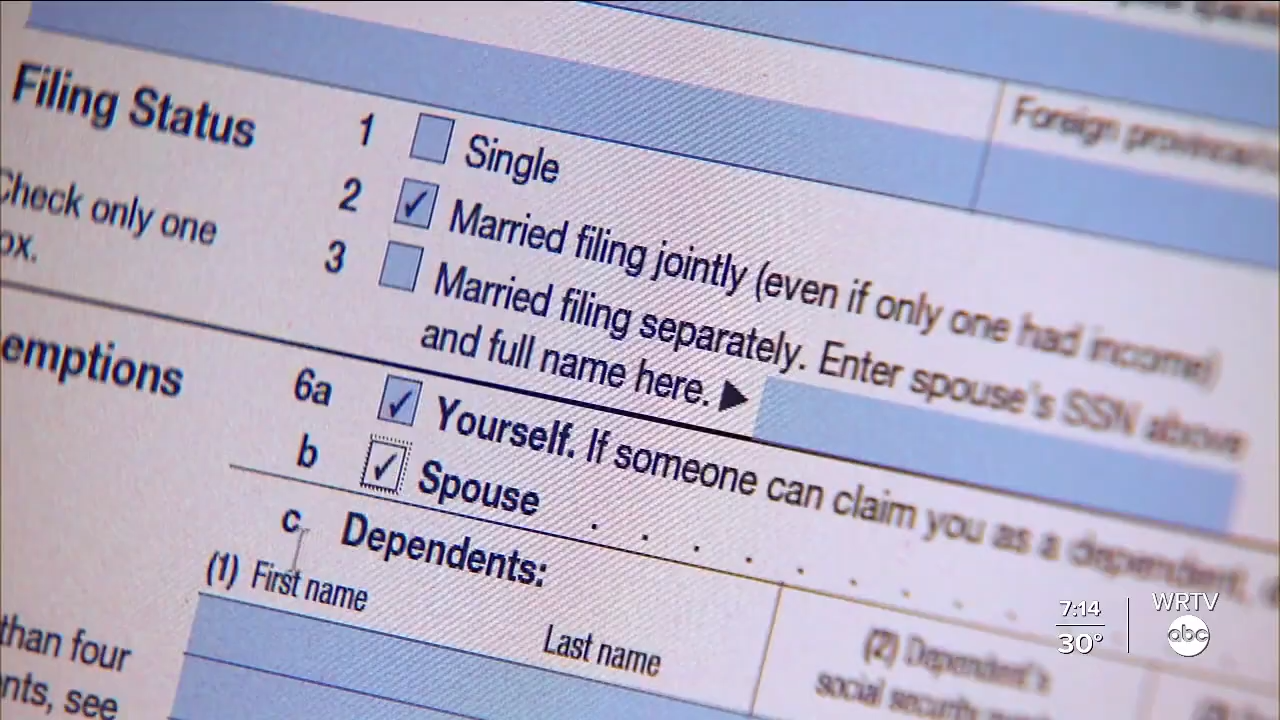 Filing Status
1 Single
Foreign province/
Check only one
ox.
2 Married filing jointly (even if only one had income)
3 Married filing separately. Enter spouse's SSN above
and full name here. ▶
emptions
6a Yourself. If someone can claim you as a dependent,
b Spouse . . . . . . . . .
c Dependents:
(1) First name Last name
(2) Dependent's
social security
than four
nts, see
7:14
30°
WRTV
abc